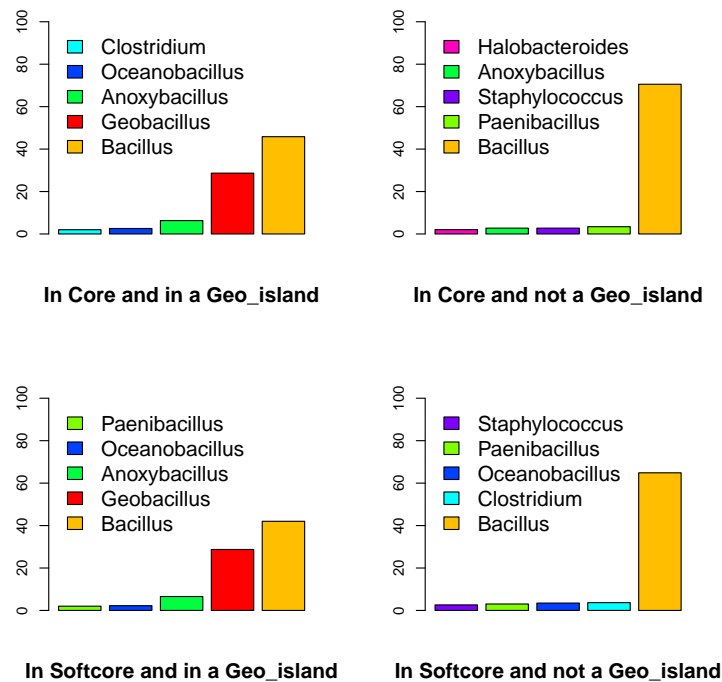 100
80
60
40
20
0
Clostridium
Oceanobacillus
Anoxybacillus
Geobacillus
Bacillus
In Core and in a Geo_island
100
80
60
40
20
0
Halobacteroides
Anoxybacillus
Staphylococcus
Paenibacillus
Bacillus
In Core and not a Geo_island
100
80
60
40
20
0
Paenibacillus
Oceanobacillus
Anoxybacillus
Geobacillus
Bacillus
In Softcore and in a Geo_island
100
80
60
40
20
0
Staphylococcus
Paenibacillus
Oceanobacillus
Clostridium
Bacillus
In Softcore and not a Geo_island